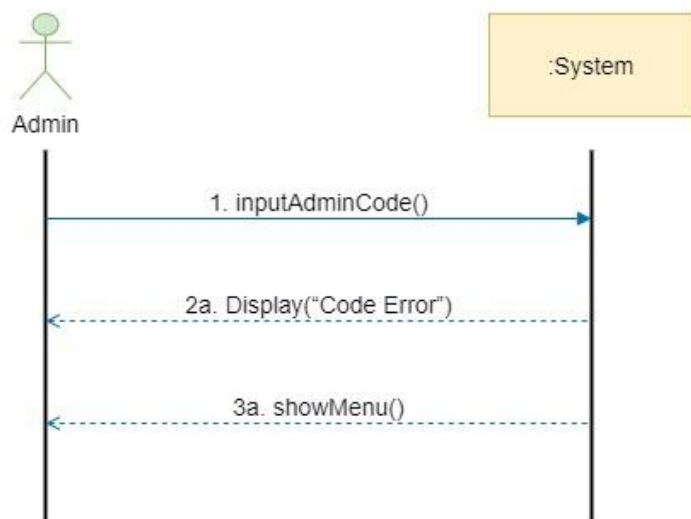 :System
Admin
1. inputAdminCode()
2a. Display(“Code Error”)
3a. showMenu()